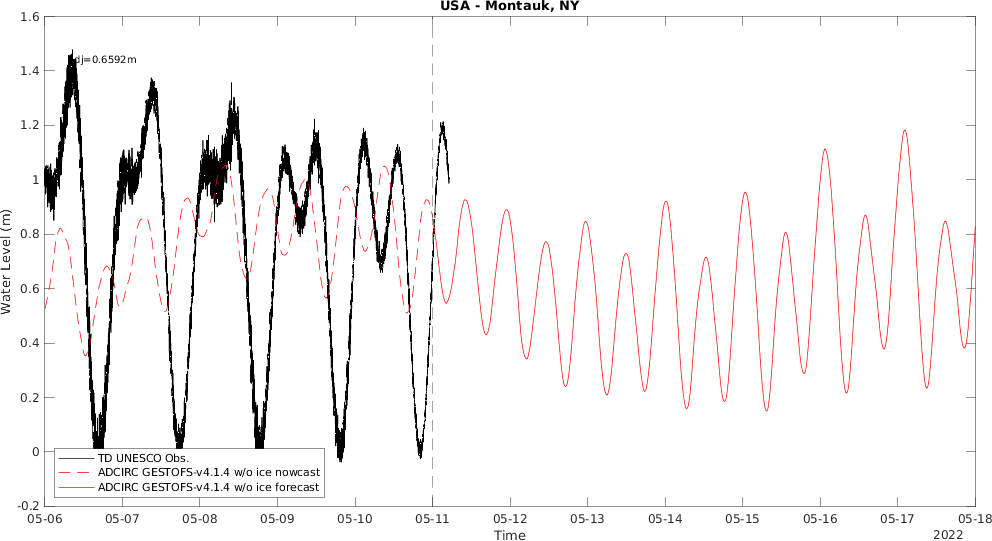 USA - Montauk, NY
1.6
1.4
1.2
1
0.8
0.6
0.4
0.2
0
-0.2
Water Level (m)
dj=0.6592m
TD UNESCO Obs.
ADCIRC GESTOFS-v4.1.4 w/o ice nowcast
ADCIRC GESTOFS-v4.1.4 w/o ice forecast
05-06 05-07 05-08 05-09 05-10 05-11 05-12 05-13 05-14 05-15 05-16 05-17 05-18
Time
2022